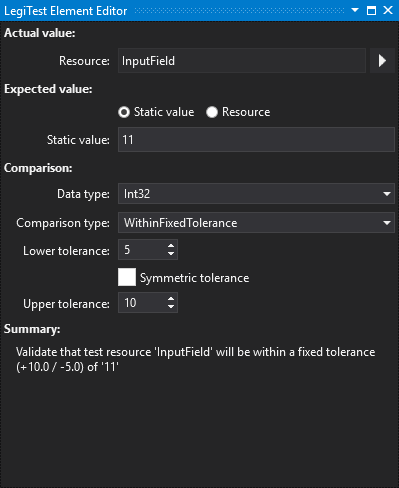 LegiTest Element Editor
Actual value:
Resource: InputField
Expected value:
Static value Resource
Static value: 11
Comparison:
Data type: Int32
Comparison type: WithinFixedTolerance
Lower tolerance: 5
Symmetric tolerance
Upper tolerance: 10
Summary:
Validate that test resource 'InputField' will be within a fixed tolerance
(+10.0 / -5.0) of '11'